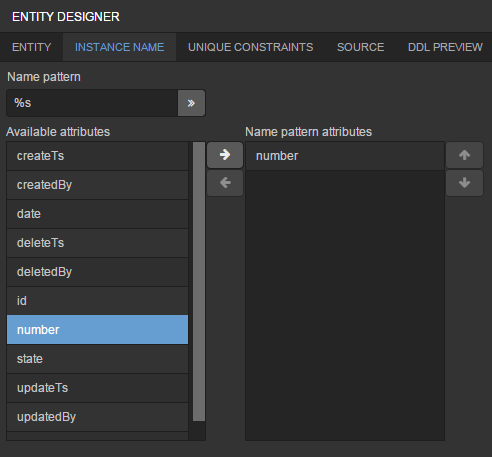 ENTITY DESIGNER
ENTITY INSTANCE NAME UNIQUE CONSTRAINTS SOURCE DDL PREVIEW
Name pattern
%s
Available attributes
createTs
createdBy
date
deleteTs
deletedBy
id
number
state
updateTs
updatedBy
Name pattern attributes
number